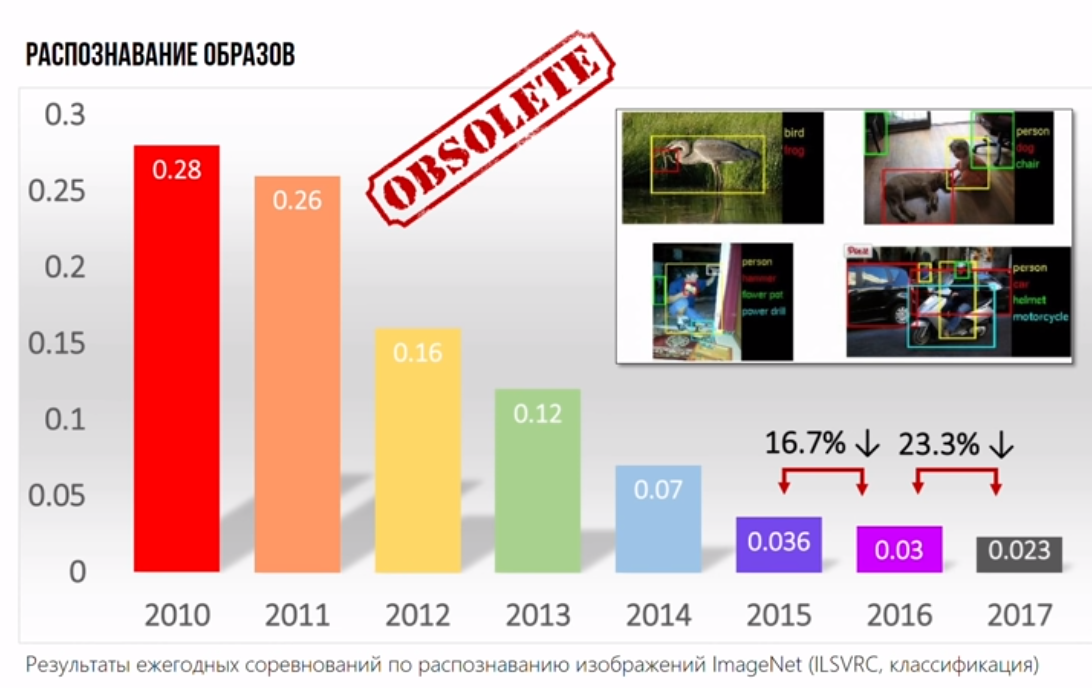 РАСПОЗНАВАНИЕ ОБРАЗОВ
OBSOLETE
0.3
0.25
0.2
0.15
0.1
0.05
0
0.28
0.26
0.16
0.12
0.07
0.036
0.03
0.023
16.7% ↓
23.3% ↓
bird
frog
person
dog
chair
person
hammer
flower pot
power drill
Pin it
person
car
helmet
motorcycle
2010 2011 2012 2013 2014 2015 2016 2017
Результаты ежегодных соревнований по распознаванию изображений ImageNet (ILSVRC, классификация)